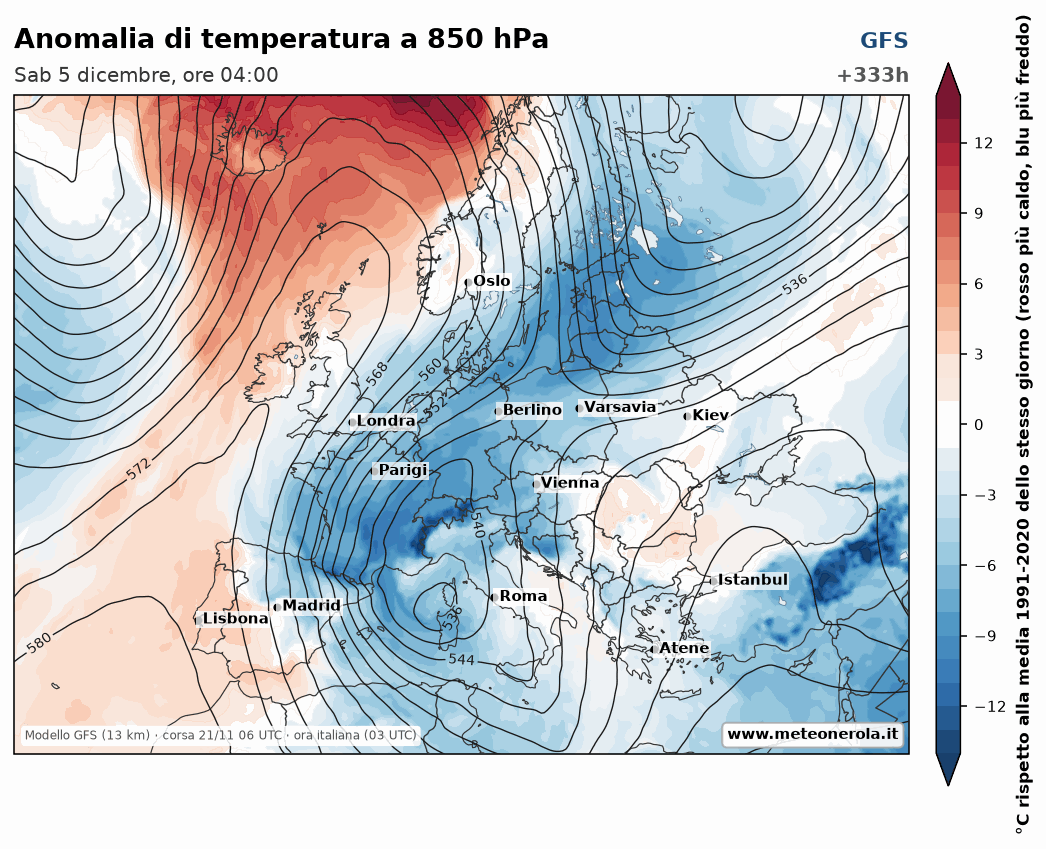 Anomalia di temperatura a 850 hPa
GFS
Sab 5 dicembre, ore 04:00
+333h
°C rispetto alla media 1991-2020 dello stesso giorno (rosso più caldo, blu più freddo)
12
9
6
3
0
−3
−6
−9
−12
536
Oslo
568
560
552
Berlino
Varsavia
Kiev
Londra
572
Parigi
Vienna
540
Istanbul
Roma
Madrid
536
Lisbona
580
Atene
544
Modello GFS (13 km) · corsa 21/11 06 UTC · ora italiana (03 UTC)
www.meteonerola.it